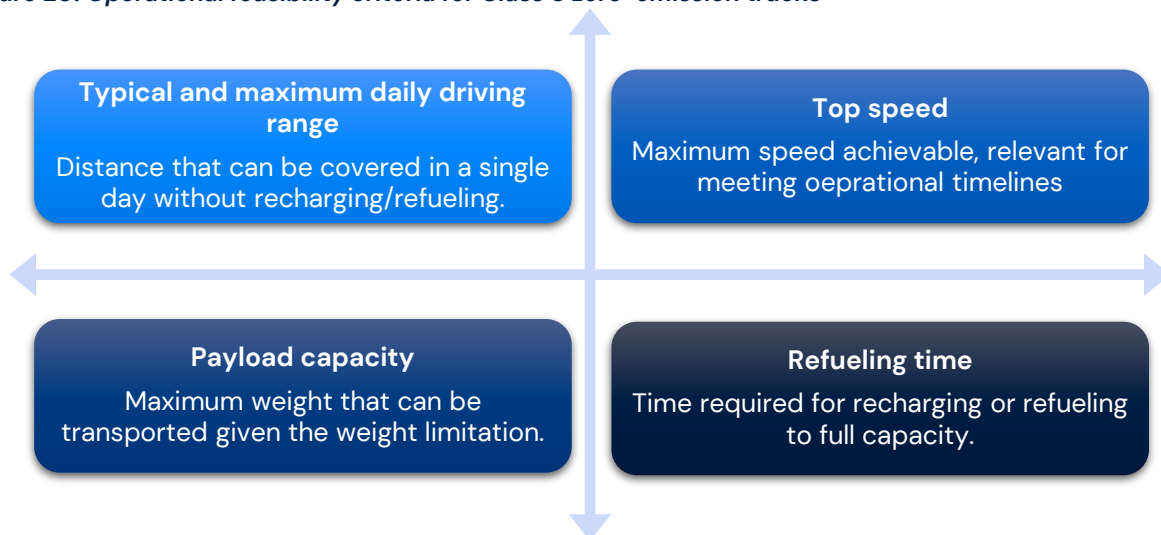 Typical and maximum daily driving
range
Distance that can be covered in a single
day without recharging/refueling.
Top speed
Maximum speed achievable, relevant for
meeting oeprational timelines
Payload capacity
Maximum weight that can be
transported given the weight limitation.
Refueling time
Time required for recharging or refueling
to full capacity.